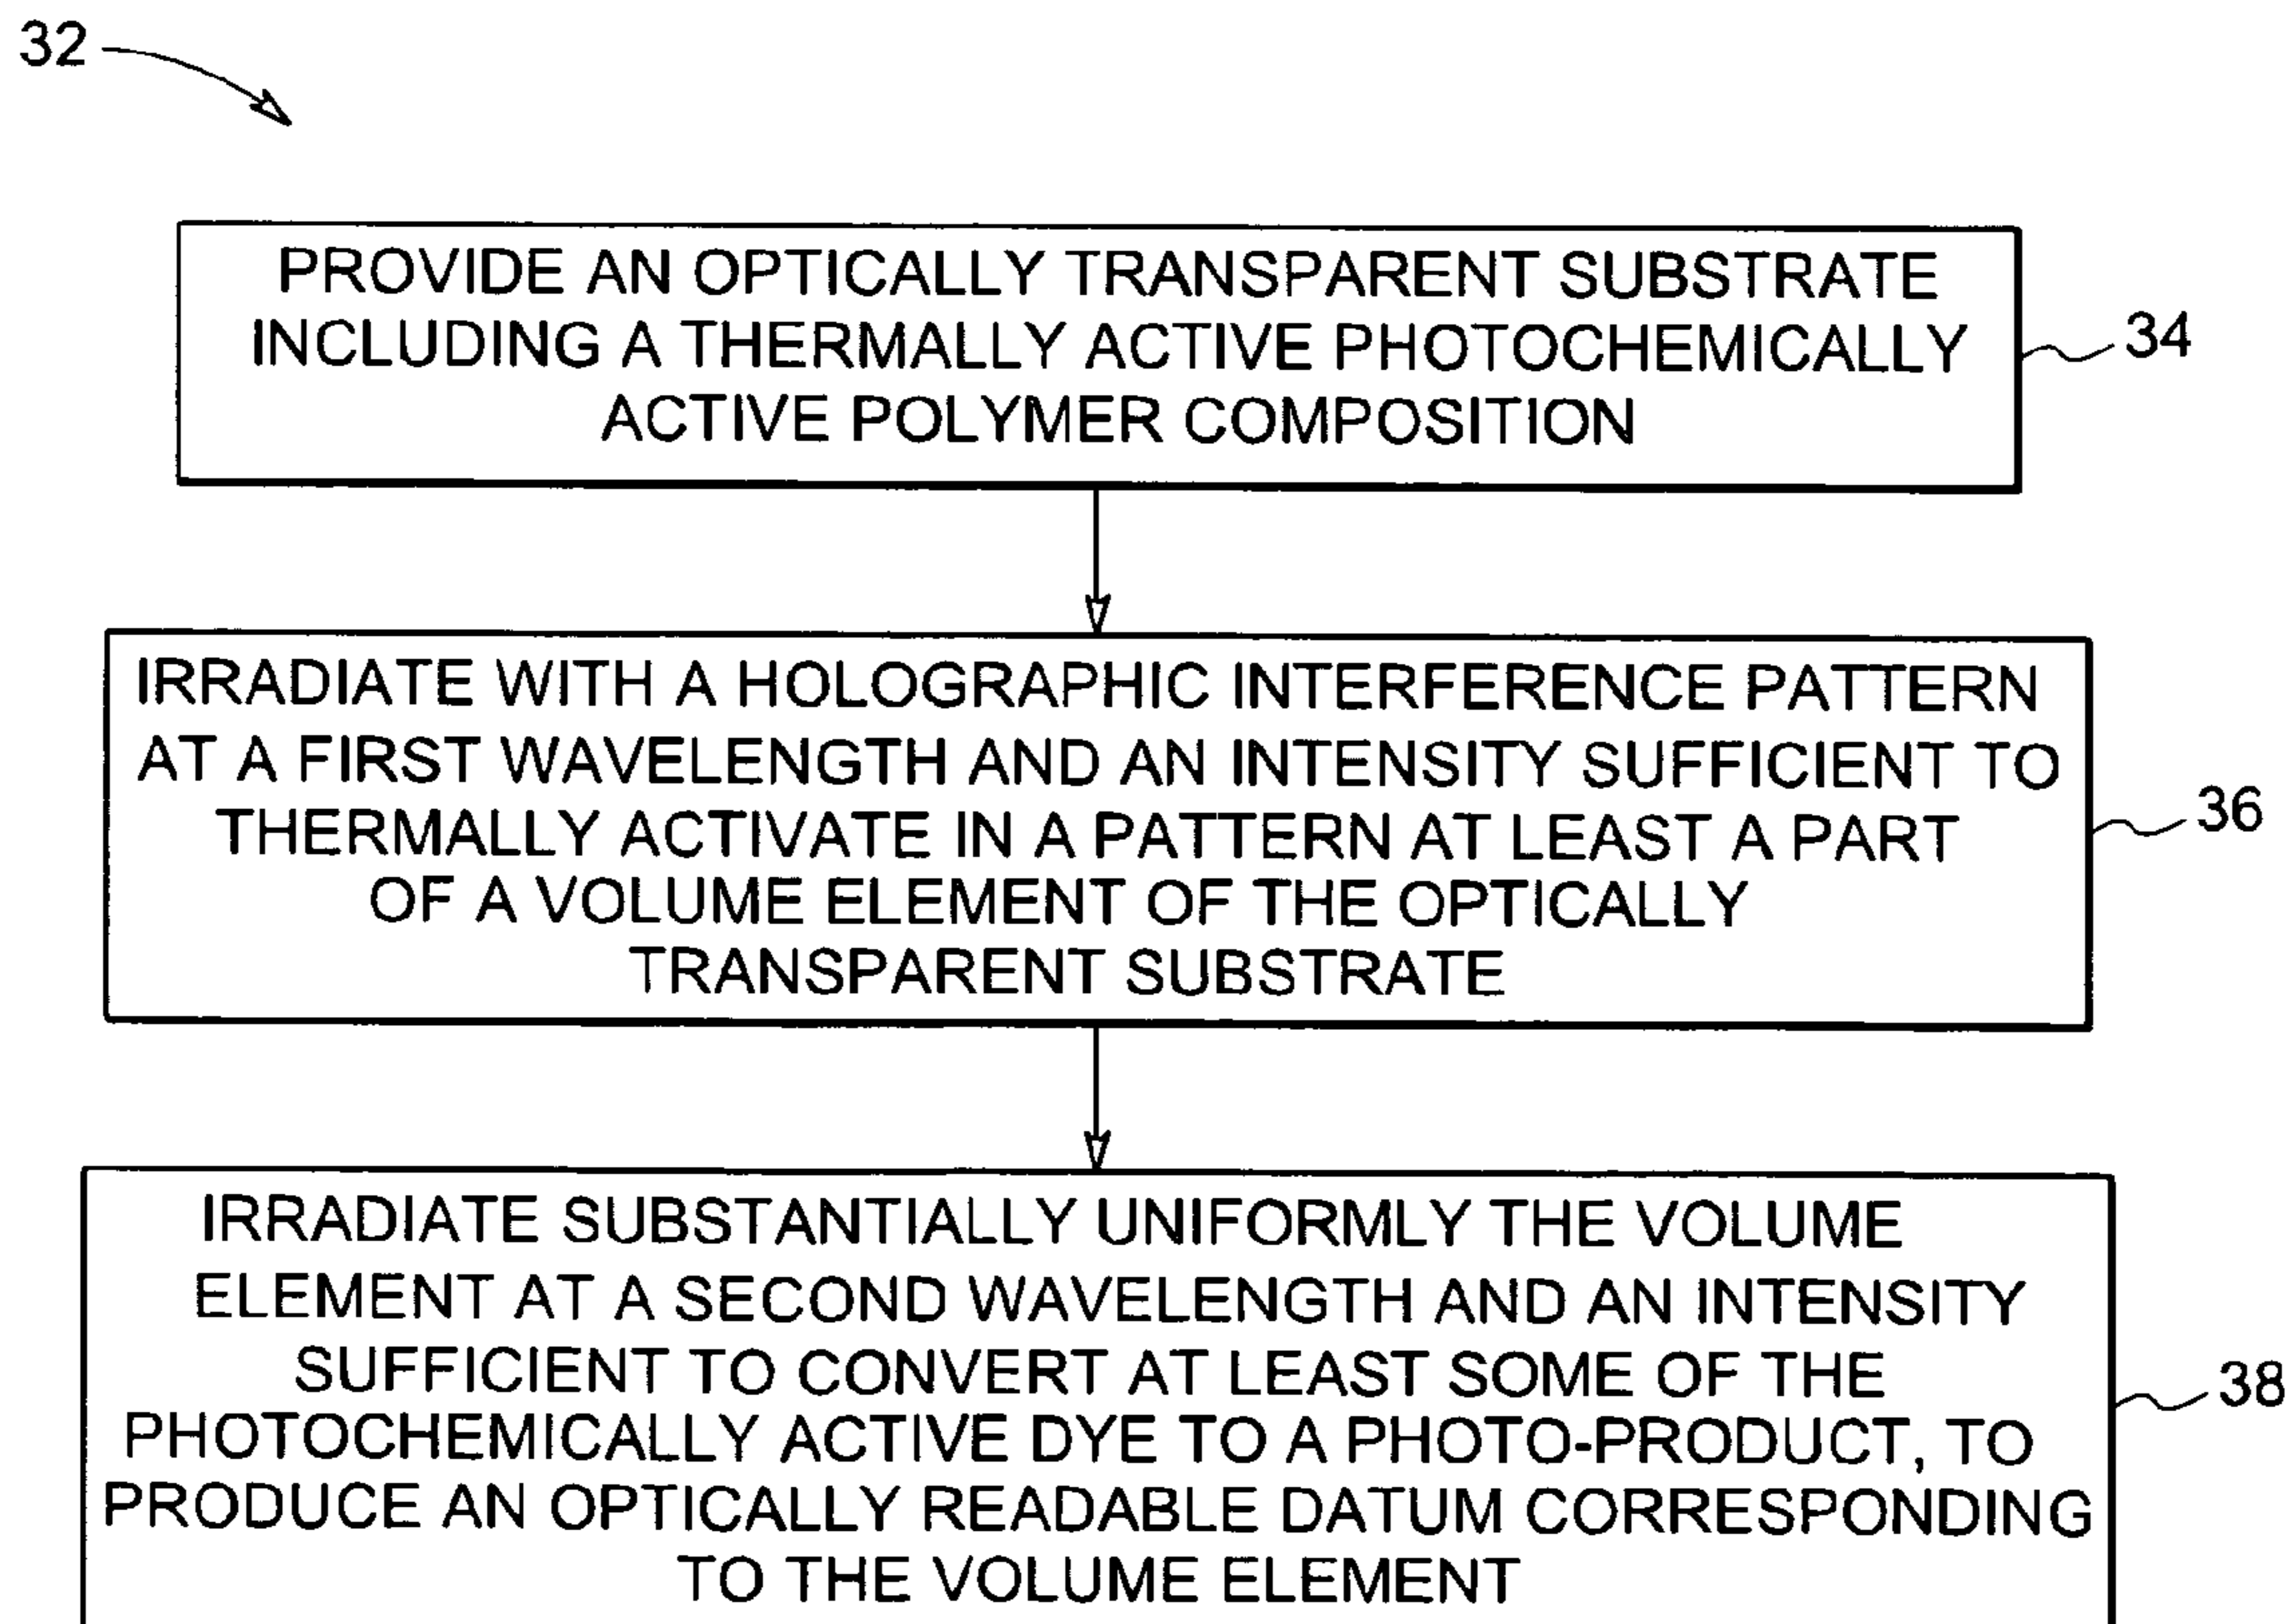 32
PROVIDE AN OPTICALLY TRANSPARENT SUBSTRATE
INCLUDING A THERMALLY ACTIVE PHOTOCHEMICALLY
ACTIVE POLYMER COMPOSITION
34
IRRADIATE WITH A HOLOGRAPHIC INTERFERENCE PATTERN
AT A FIRST WAVELENGTH AND AN INTENSITY SUFFICIENT TO
THERMALLY ACTIVATE IN A PATTERN AT LEAST A PART
OF A VOLUME ELEMENT OF THE OPTICALLY
TRANSPARENT SUBSTRATE
36
IRRADIATE SUBSTANTIALLY UNIFORMLY THE VOLUME
ELEMENT AT A SECOND WAVELENGTH AND AN INTENSITY
SUFFICIENT TO CONVERT AT LEAST SOME OF THE
PHOTOCHEMICALLY ACTIVE DYE TO A PHOTO-PRODUCT, TO
PRODUCE AN OPTICALLY READABLE DATUM CORRESPONDING
TO THE VOLUME ELEMENT
38